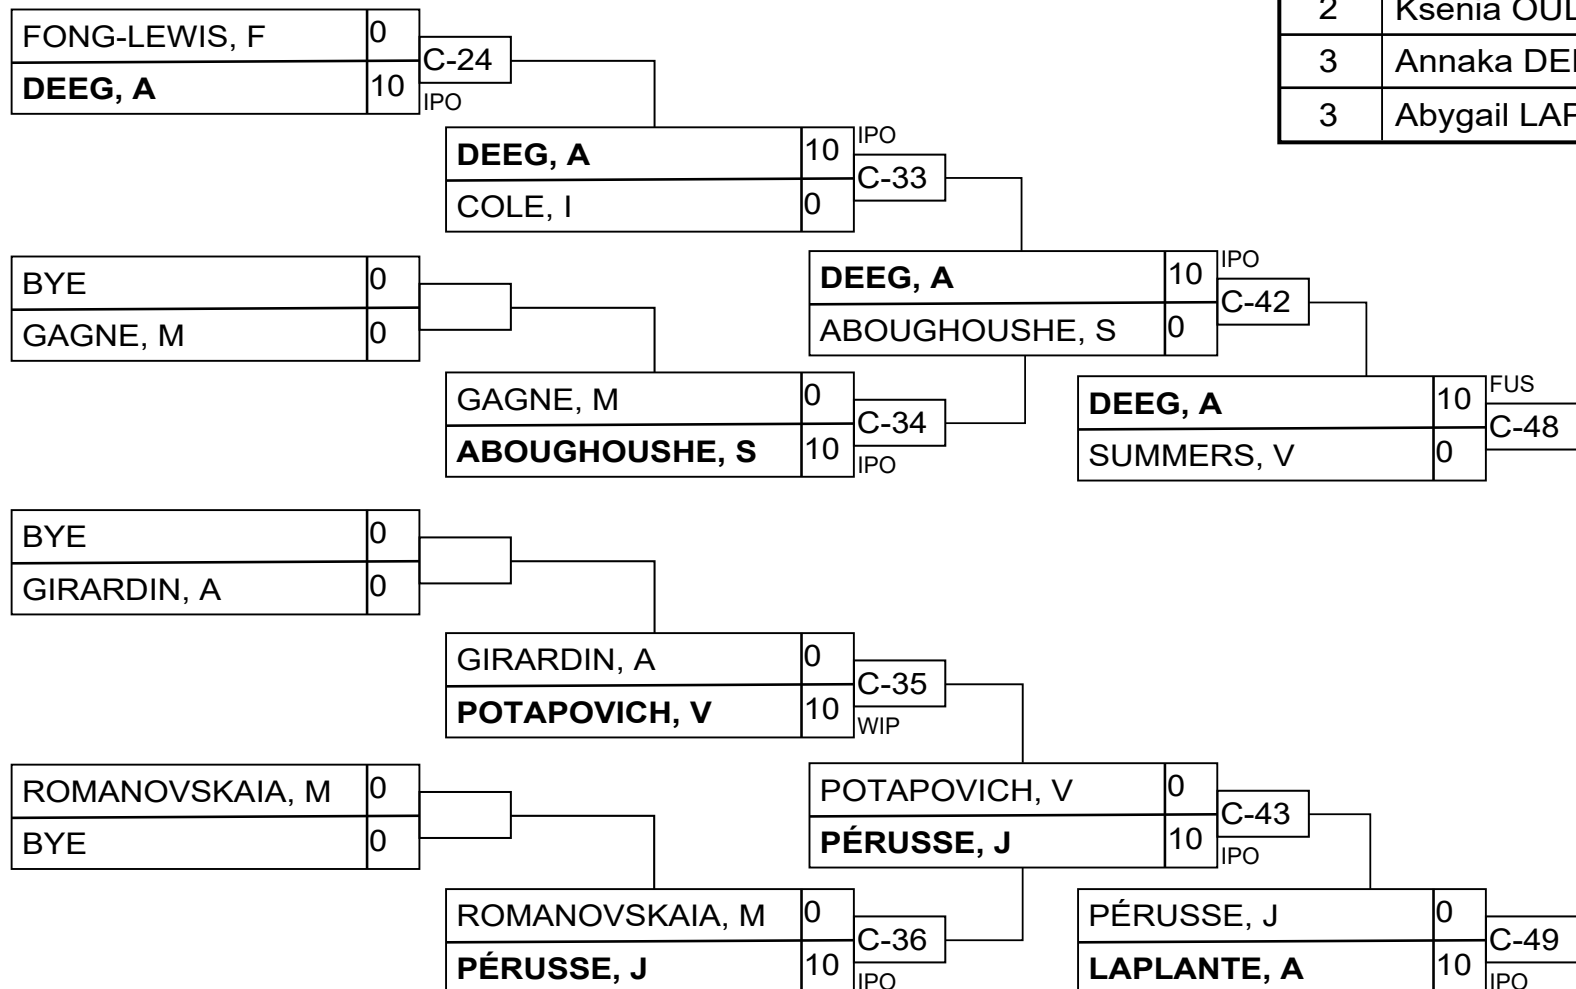 2 Ksenia
3 Annaka
3 Abygail
FONG-LEWIS, F 0
DEEG, A 10
C-24
IPO
DEEG, A 10
COLE, I 0
IPO
C-33
BYE 0
GAGNE, M 0
DEEG, A 10
ABOUGHOUSHE, S 0
IPO
C-42
GAGNE, M 0
ABOUGHOUSHE, S 10
C-34
IPO
DEEG, A 10
SUMMERS, V 0
FUS
C-48
BYE 0
GIRARDIN, A 0
GIRARDIN, A 0
POTAPOVICH, V 10
C-35
WIP
ROMANOVSKAIA, M 0
BYE 0
POTAPOVICH, V 0
PÉRUSSE, J 10
C-43
IPO
ROMANOVSKAIA, M 0
PÉRUSSE, J 10
C-36
IPO
PÉRUSSE, J 0
LAPLANTE, A 10
C-49
IPO